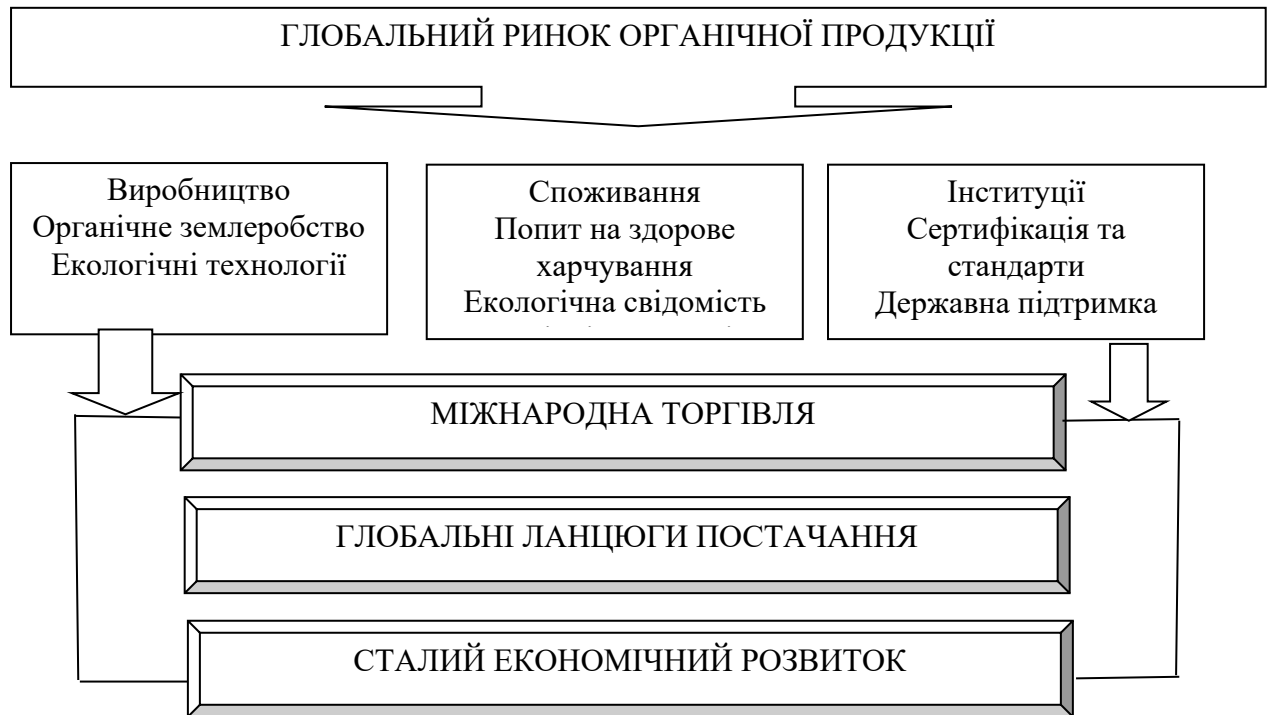 ГЛОБАЛЬНИЙ РИНОК ОРГАНІЧНОЇ ПРОДУКЦІЇ
Виробництво
Органічне землеробство
Екологічні технології
Споживання
Попит на здорове
харчування
Екологічна свідомість
Інституції
Сертифікація та
стандарти
Державна підтримка
МІЖНАРОДНА ТОРГІВЛЯ
ГЛОБАЛЬНІ ЛАНЦЮГИ ПОСТАЧАННЯ
СТАЛИЙ ЕКОНОМІЧНИЙ РОЗВИТОК